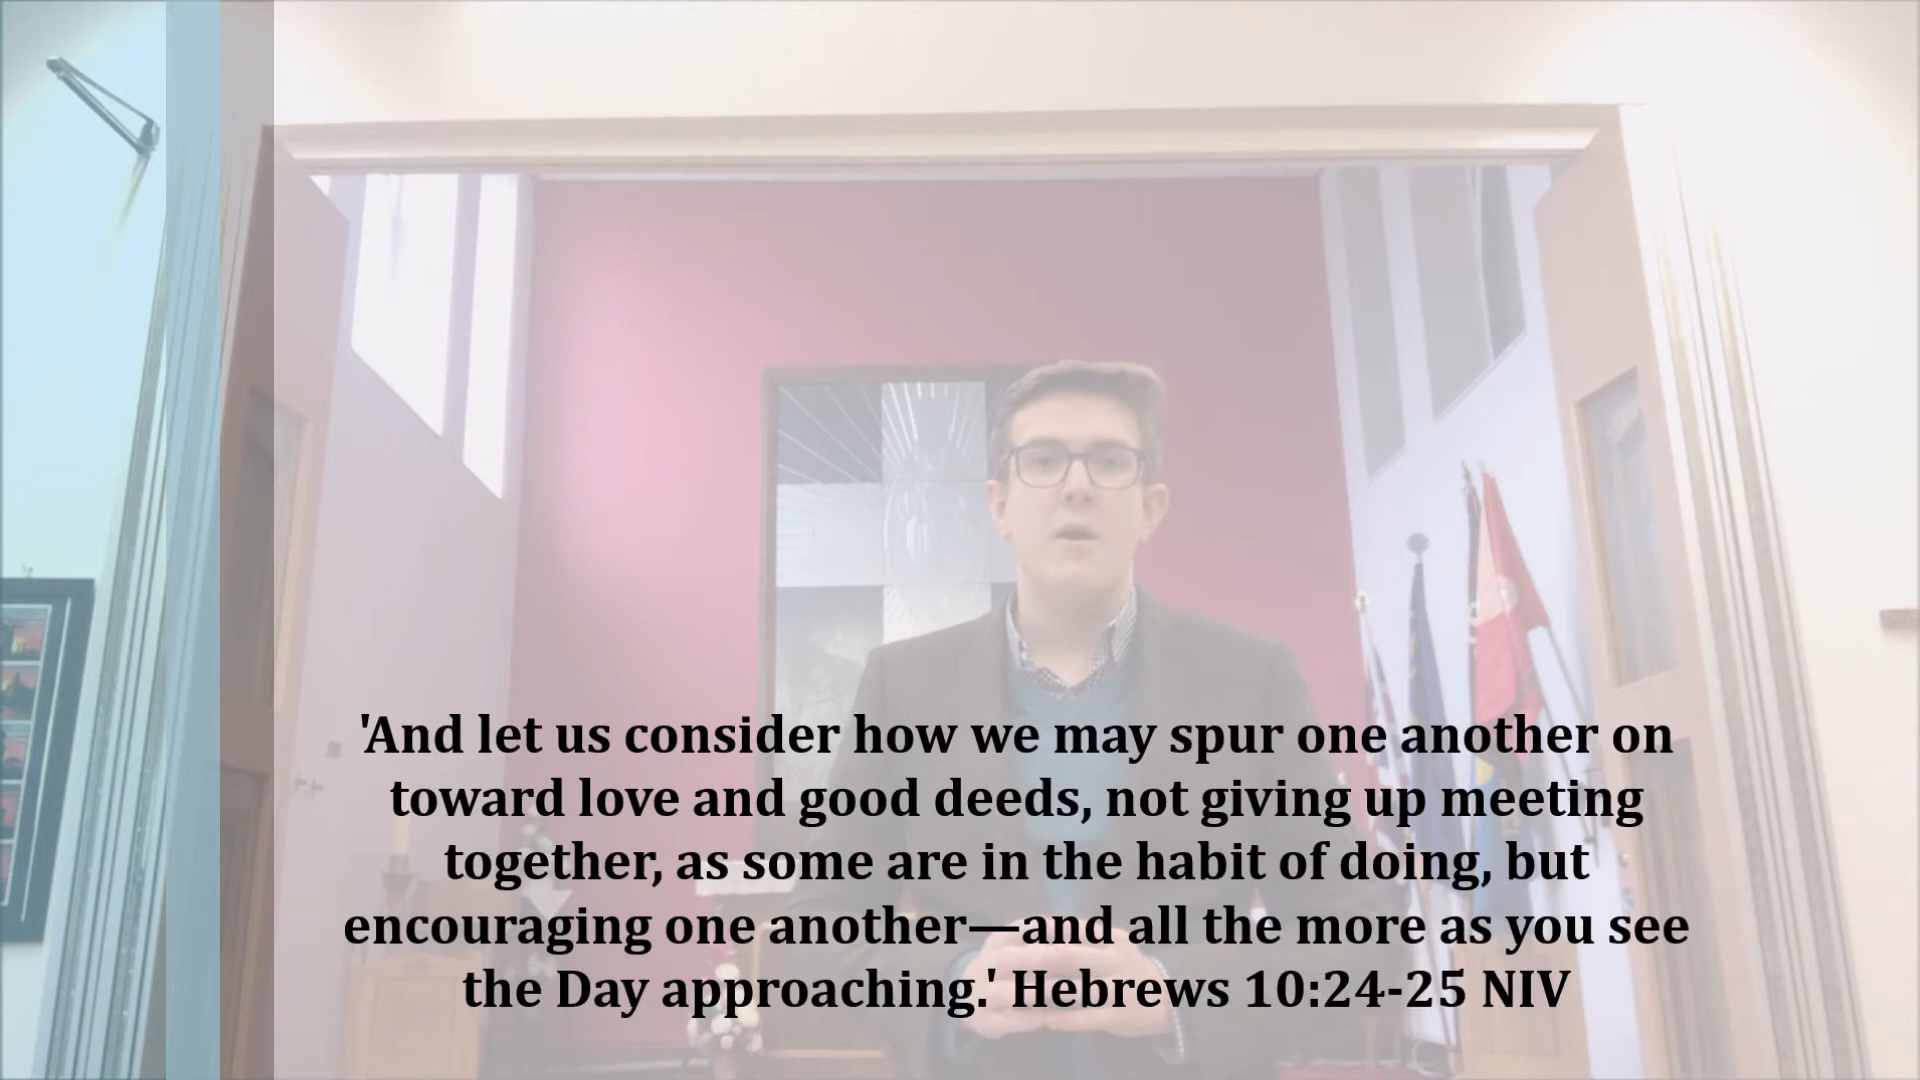 'And let us consider how we may spur one another on
toward love and good deeds, not giving up meeting
together, as some are in the habit of doing, but
encouraging one another—and all the more as you see
the Day approaching.' Hebrews 10:24-25 NIV